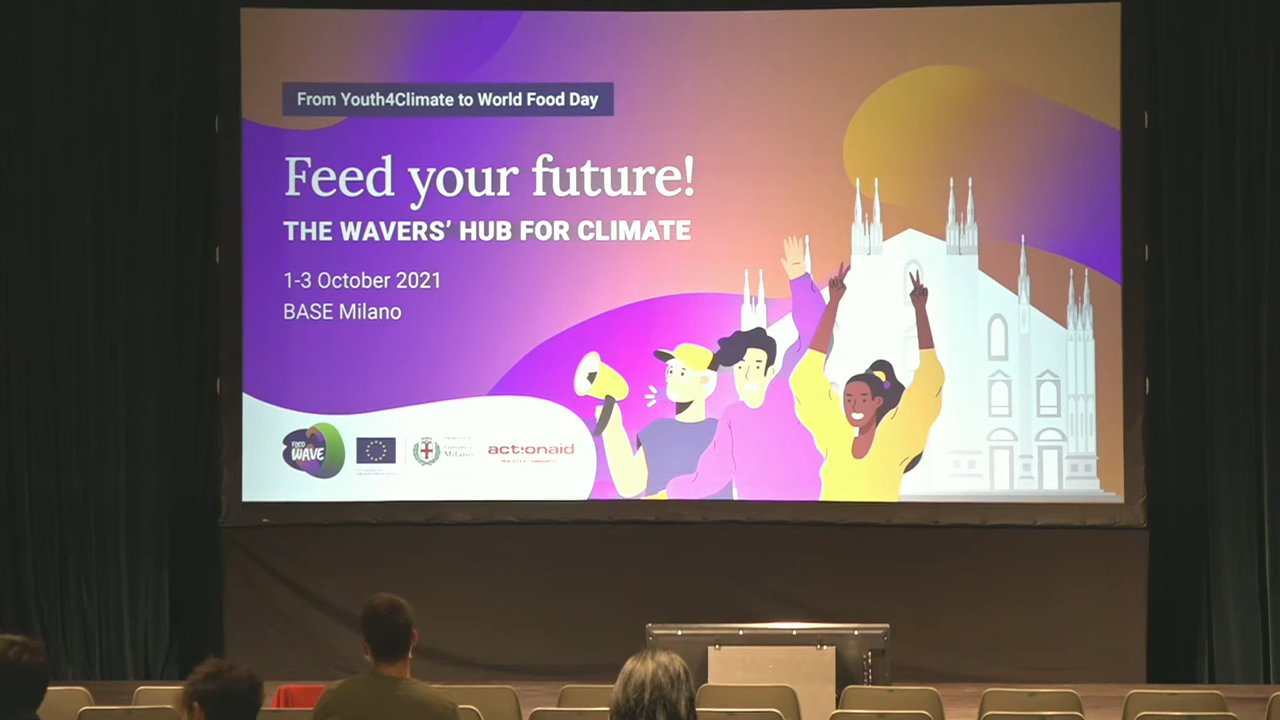 From Youth4Climate to World Food Day
Feed your future!
THE WAVERS' HUB FOR CLIMATE
1-3 October 2021
BASE Milano
FOOD WAVE
Milano
act:onaid